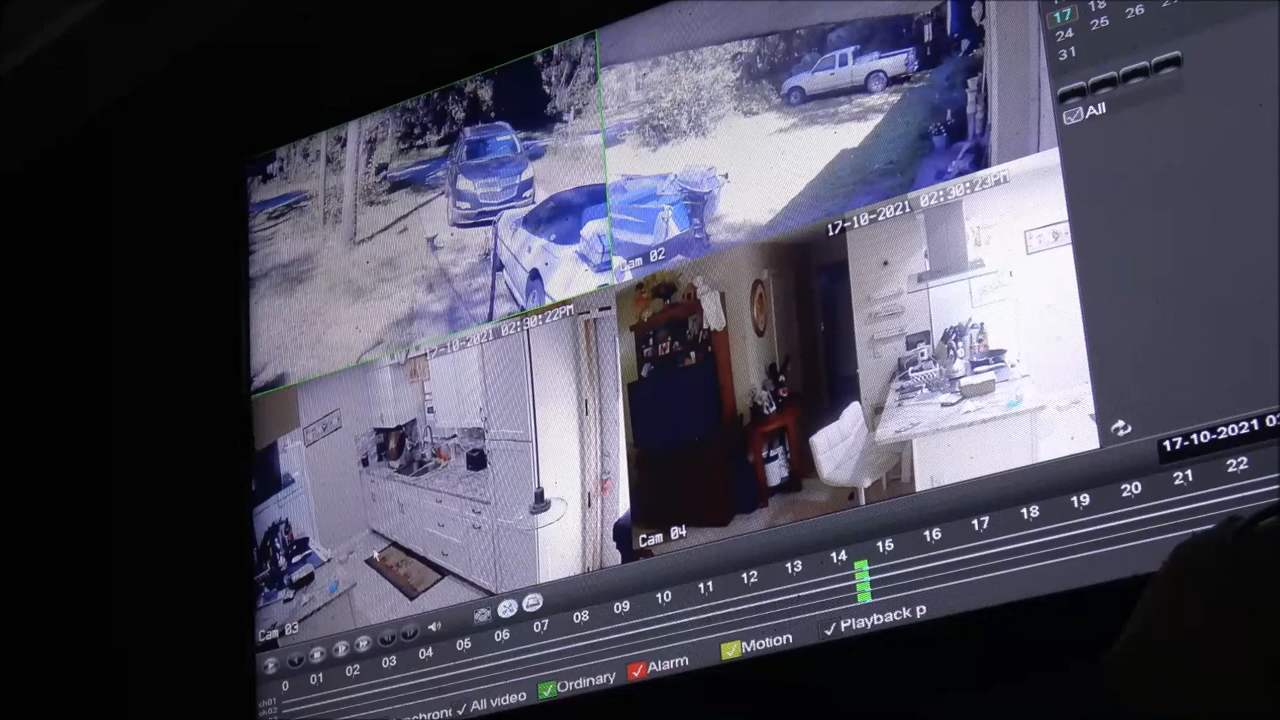 17 18
24 25 26
31
All
Cam 02
17-10-2021 02:30:23PM
17-10-2021 02:30:22PM
Cam 04
Cam 03
17-10-2021
0 01 02 03 04 05 06 07 08 09 10 11 12 13 14 15 16 17 18 19 20 21 22
ch01
ch02
All video Ordinary Alarm Motion Playback p